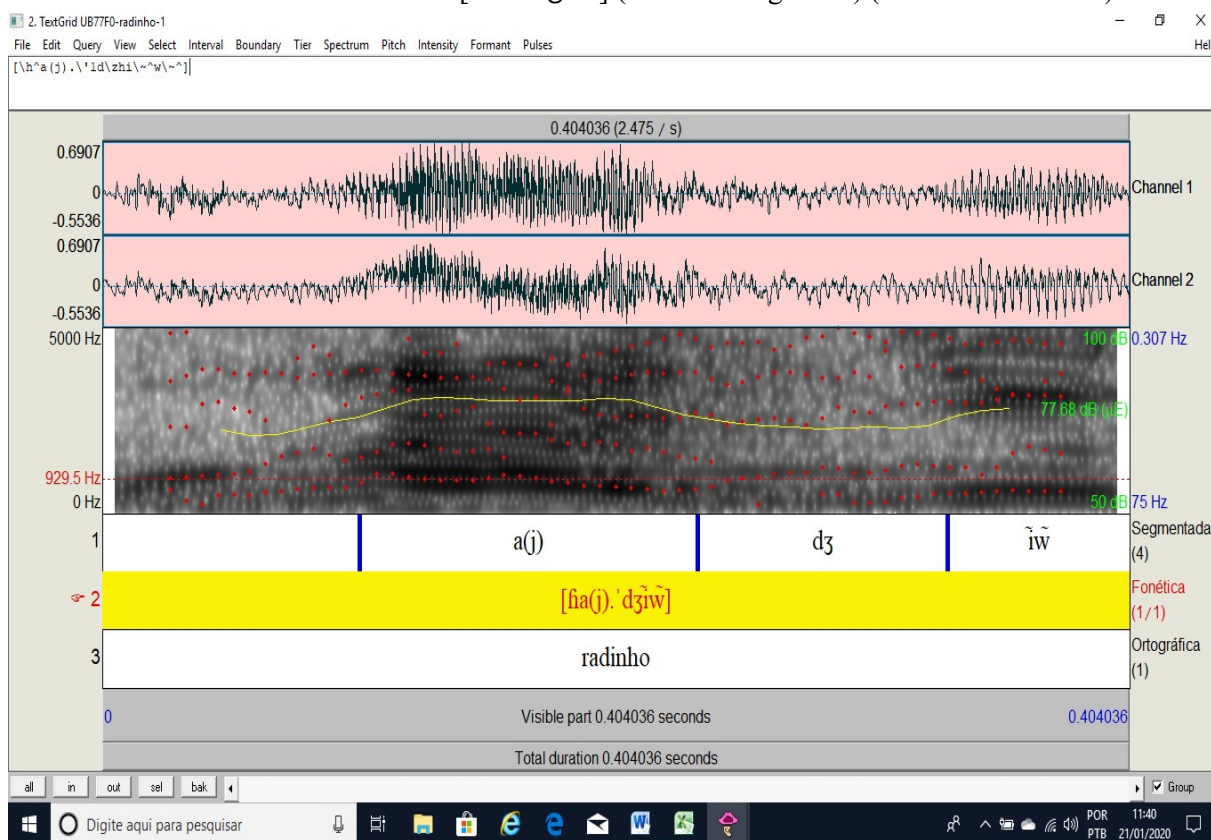 2. TextGrid UB77F0-radinho-1
File Edit Query View Select Interval Boundary Tier Spectrum Pitch Intensity Formant Pulses Hel
[\h^a(j).\'1d\zhi\~^w\~^]
0.404036 (2.475 / s)
0.6907
0
-0.5536
Channel 1
0.6907
0
-0.5536
Channel 2
5000 Hz 100 dB 0.307 Hz
77.68 dB (µE)
929.5 Hz
0 Hz 50 dB 75 Hz
1 a(j) dʒ ĩw̃ Segmentada (4)
2 [ɦa(j).ˈdʒĩw̃] Fonética (1/1)
3 radinho Ortográfica (1)
0 Visible part 0.404036 seconds 0.404036
Total duration 0.404036 seconds
all in out sel bak Group
Digite aqui para pesquisar POR 11:40
PTB 21/01/2020